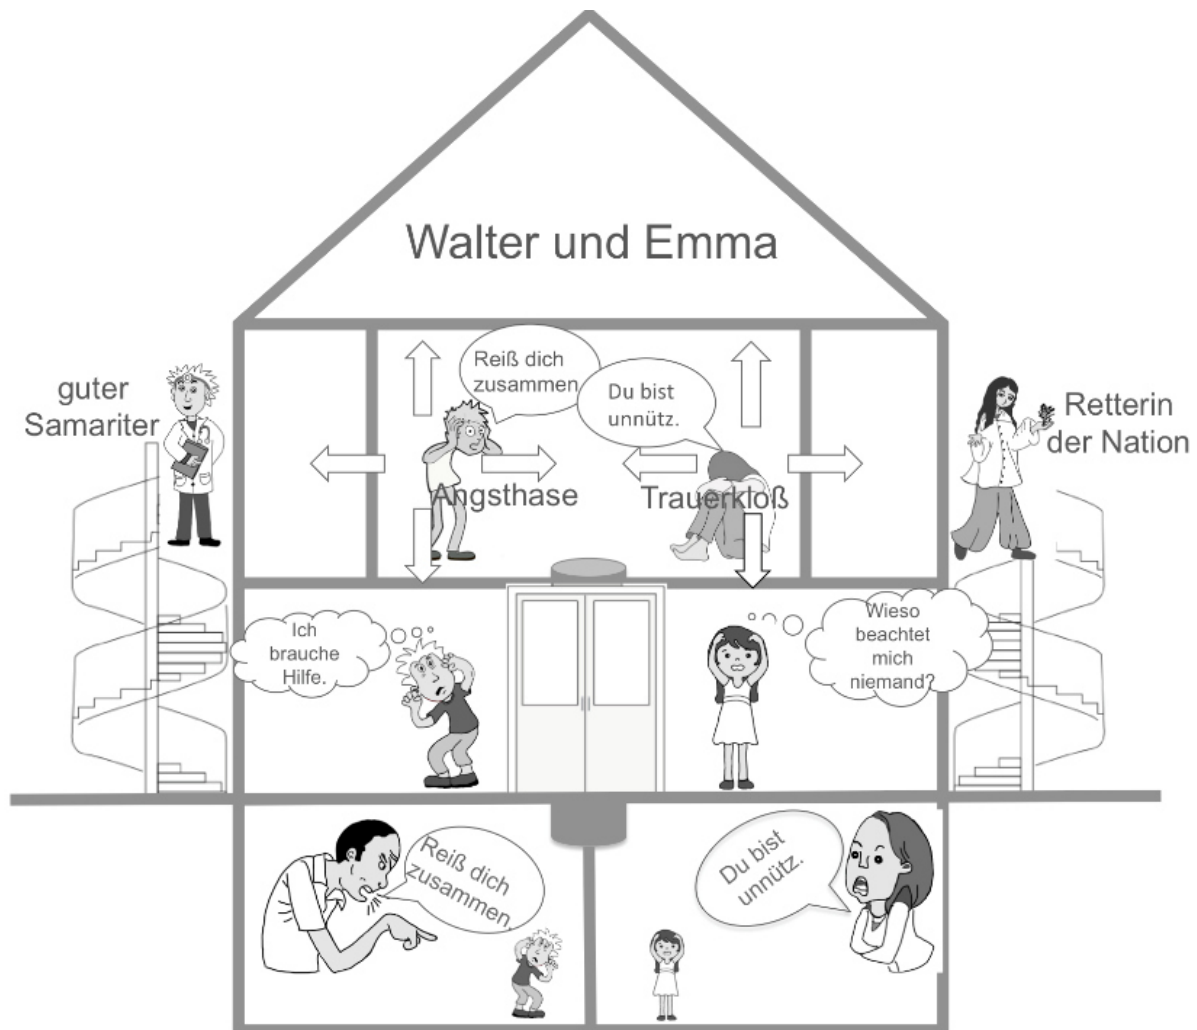 Walter und Emma
guter
Samariter
Reiß dich
zusammen
Du bist
unnütz.
Retterin
der Nation
Angsthase
Trauerkloß
Ich
brauche
Hilfe.
Wieso
beachtet
mich
niemand?
Reiß dich
zusammen
Du bist
unnütz.